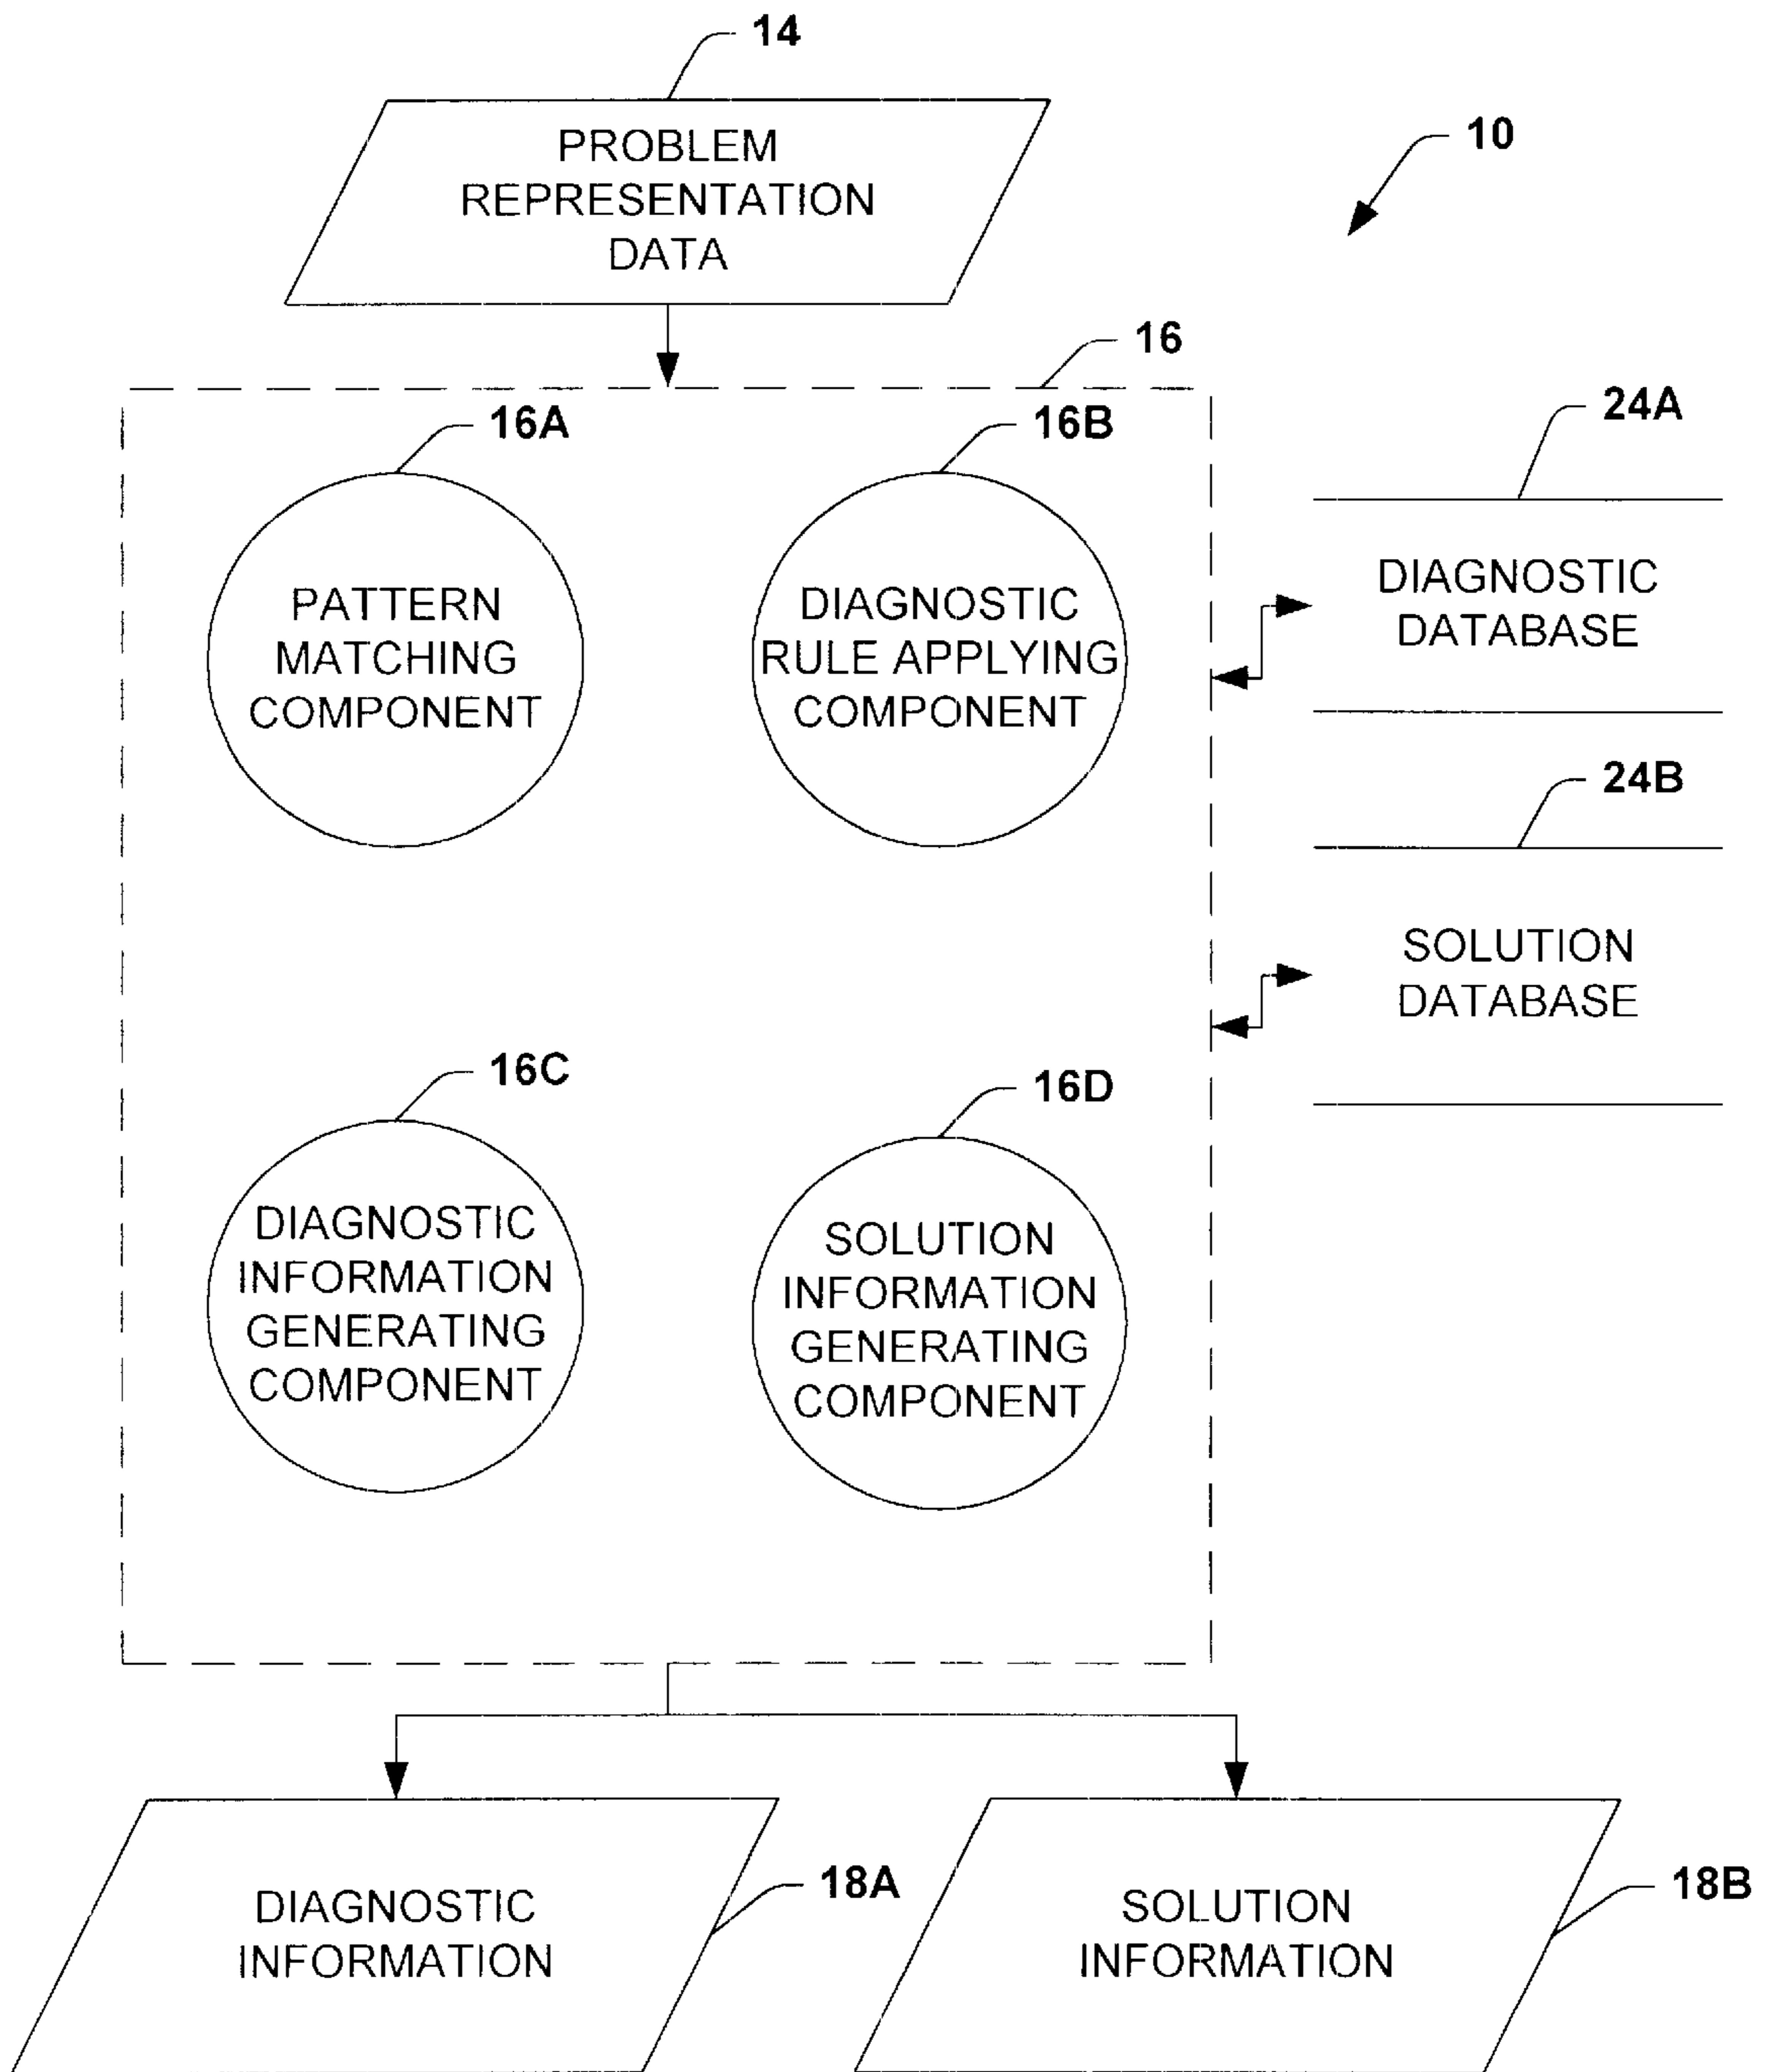 14
PROBLEM
REPRESENTATION
DATA
10
16
16A
16B
24A
PATTERN
MATCHING
COMPONENT
DIAGNOSTIC
RULE APPLYING
COMPONENT
DIAGNOSTIC
DATABASE
24B
SOLUTION
DATABASE
16C
16D
DIAGNOSTIC
INFORMATION
GENERATING
COMPONENT
SOLUTION
INFORMATION
GENERATING
COMPONENT
18A
DIAGNOSTIC
INFORMATION
18B
SOLUTION
INFORMATION